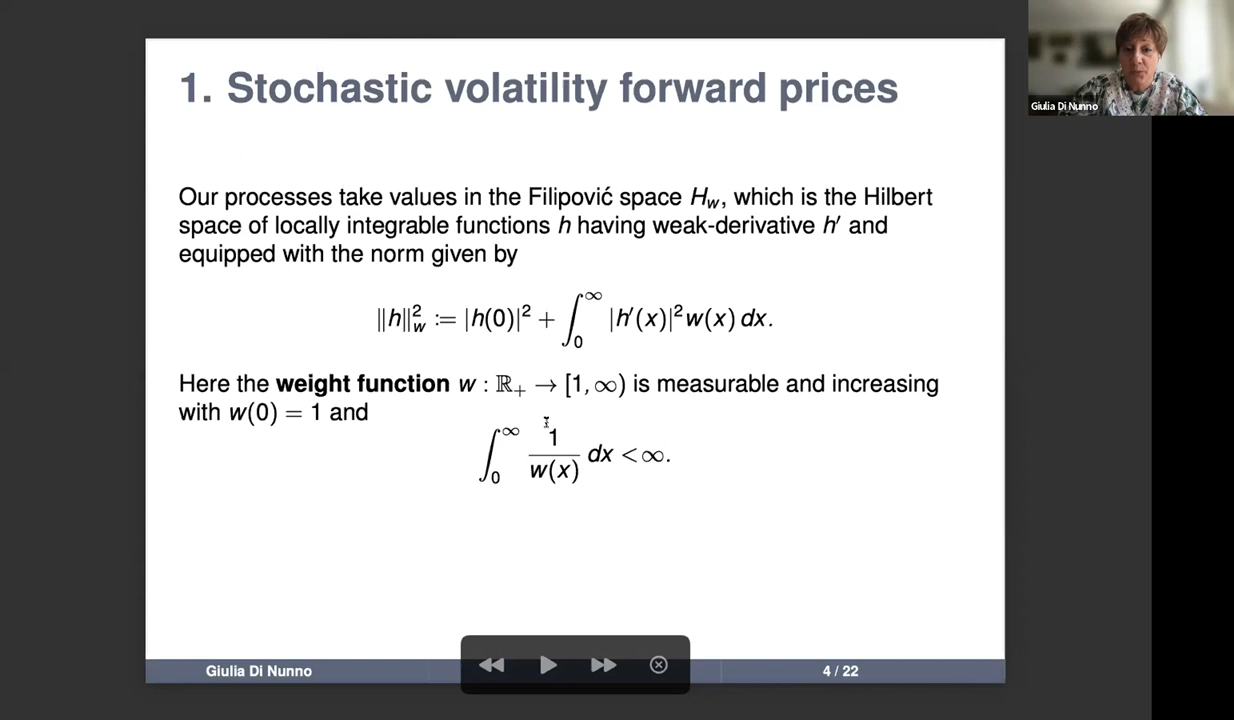 1. Stochastic volatility forward prices
Giulia Di Nunno
Our processes take values in the Filipović space H_w, which is the Hilbert
space of locally integrable functions h having weak-derivative h′ and
equipped with the norm given by
‖h‖²_w := |h(0)|² + ∫₀^∞ |h′(x)|² w(x) dx.
Here the weight function w : ℝ₊ → [1, ∞) is measurable and increasing
with w(0) = 1 and
∫₀^∞ 1/w(x) dx < ∞.
Giulia Di Nunno
4 / 22